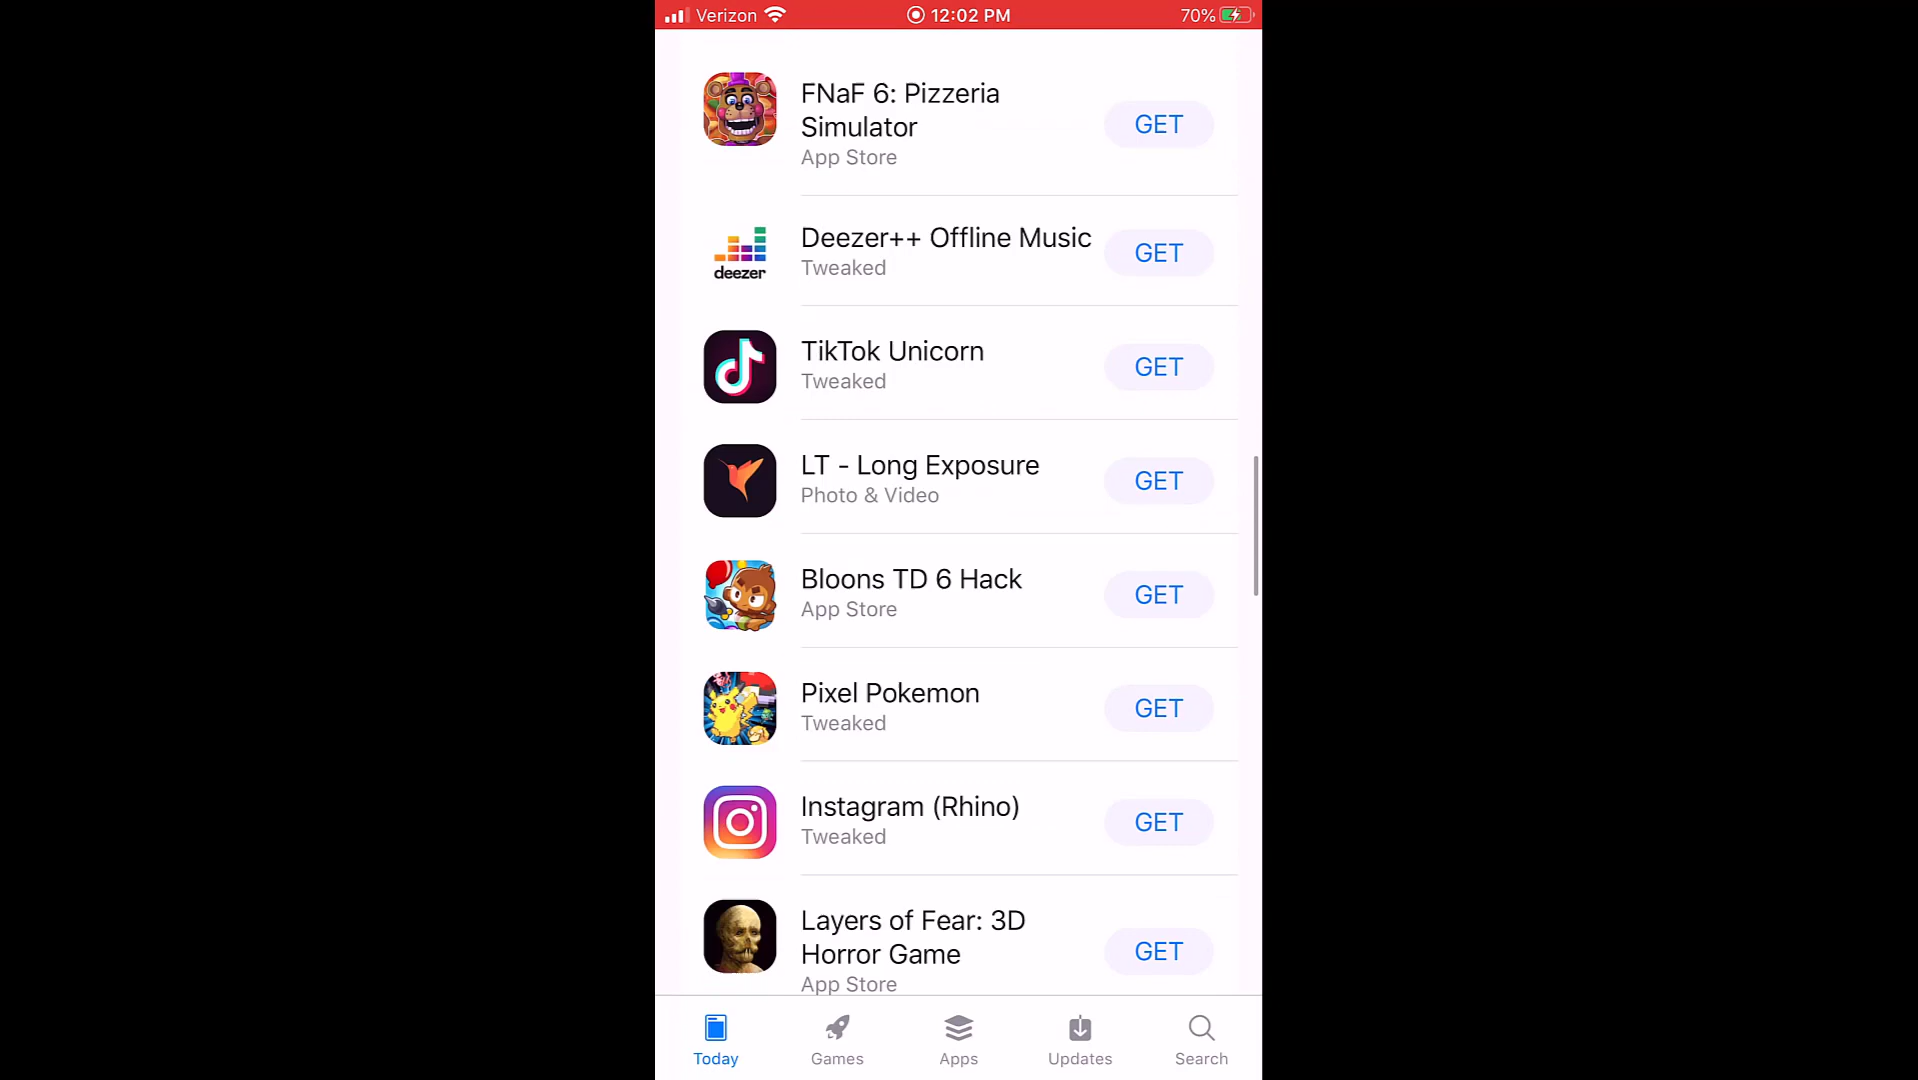 Verizon 12:02 PM 70%
FNaF 6: Pizzeria
Simulator
App Store
GET
deezer
Deezer++ Offline Music
Tweaked
GET
TikTok Unicorn
Tweaked
GET
LT - Long Exposure
Photo & Video
GET
Bloons TD 6 Hack
App Store
GET
Pixel Pokemon
Tweaked
GET
Instagram (Rhino)
Tweaked
GET
Layers of Fear: 3D
Horror Game
App Store
GET
Today Games Apps Updates Search